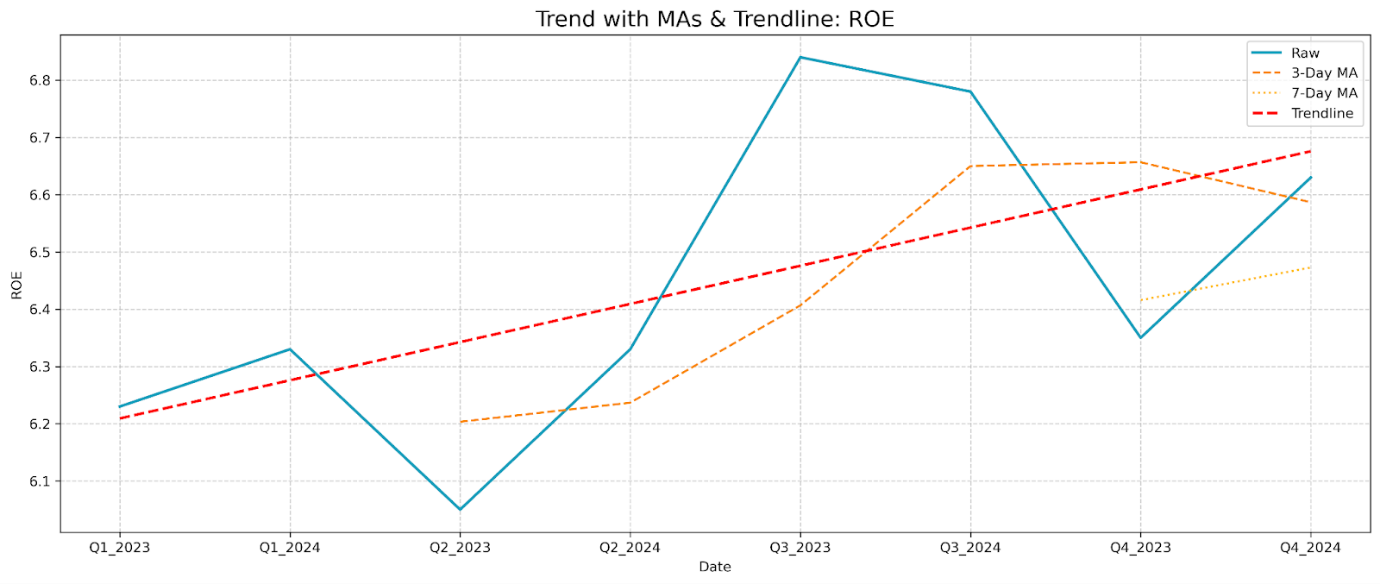 Trend with MAs & Trendline: ROE
Raw
3-Day MA
7-Day MA
Trendline
6.8
6.7
6.6
6.5
6.4
6.3
6.2
6.1
ROE
Q1_2023 Q1_2024 Q2_2023 Q2_2024 Q3_2023 Q3_2024 Q4_2023 Q4_2024
Date